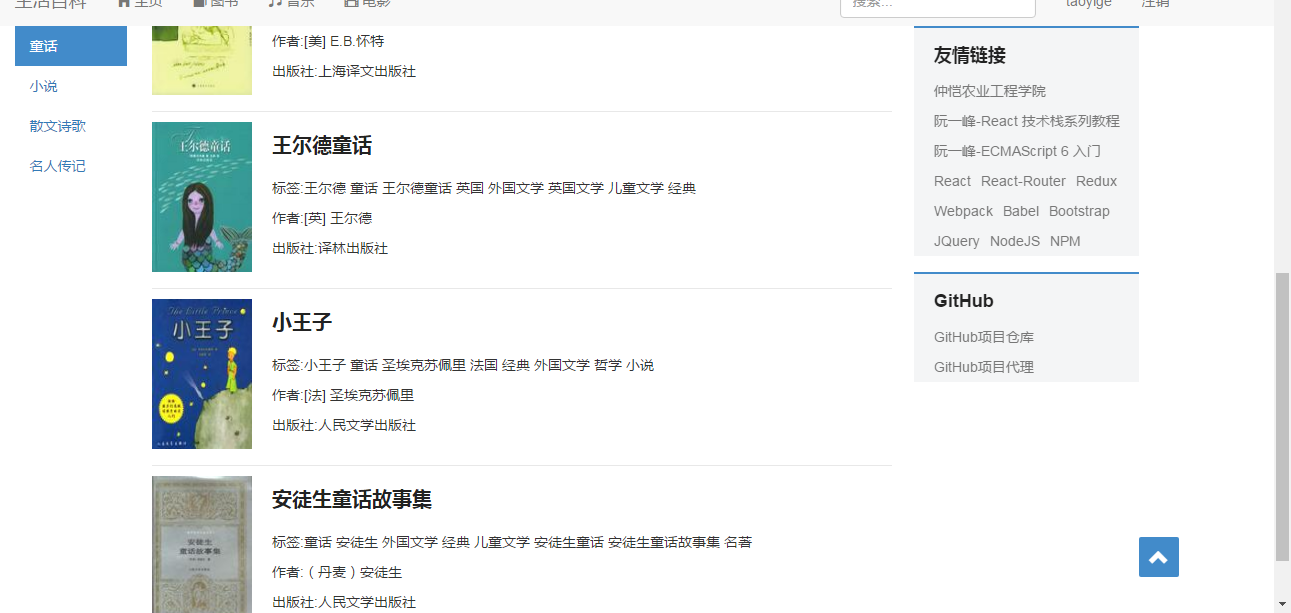 生活百科 主页 图书 音乐 电影 搜索... taoyige 注销
童话
小说
散文诗歌
名人传记
作者:[美] E.B.怀特
出版社:上海译文出版社
王尔德童话
王尔德童话
标签:王尔德 童话 王尔德童话 英国 外国文学 英国文学 儿童文学 经典
作者:[英] 王尔德
出版社:译林出版社
The Little Prince
小王子
小王子
标签:小王子 童话 圣埃克苏佩里 法国 经典 外国文学 哲学 小说
作者:[法] 圣埃克苏佩里
出版社:人民文学出版社
安徒生
童话故事集
安徒生童话故事集
标签:童话 安徒生 外国文学 经典 儿童文学 安徒生童话 安徒生童话故事集 名著
作者:（丹麦）安徒生
出版社:人民文学出版社
友情链接
仲恺农业工程学院
阮一峰-React 技术栈系列教程
阮一峰-ECMAScript 6 入门
React React-Router Redux
Webpack Babel Bootstrap
JQuery NodeJS NPM
GitHub
GitHub项目仓库
GitHub项目代理